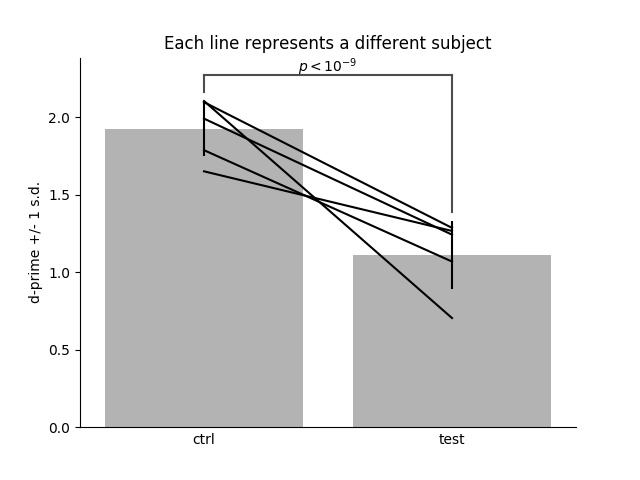 Each line represents a different subject
p < 10⁻⁹
2.0
1.5
1.0
0.5
0.0
d-prime +/- 1 s.d.
ctrl
test